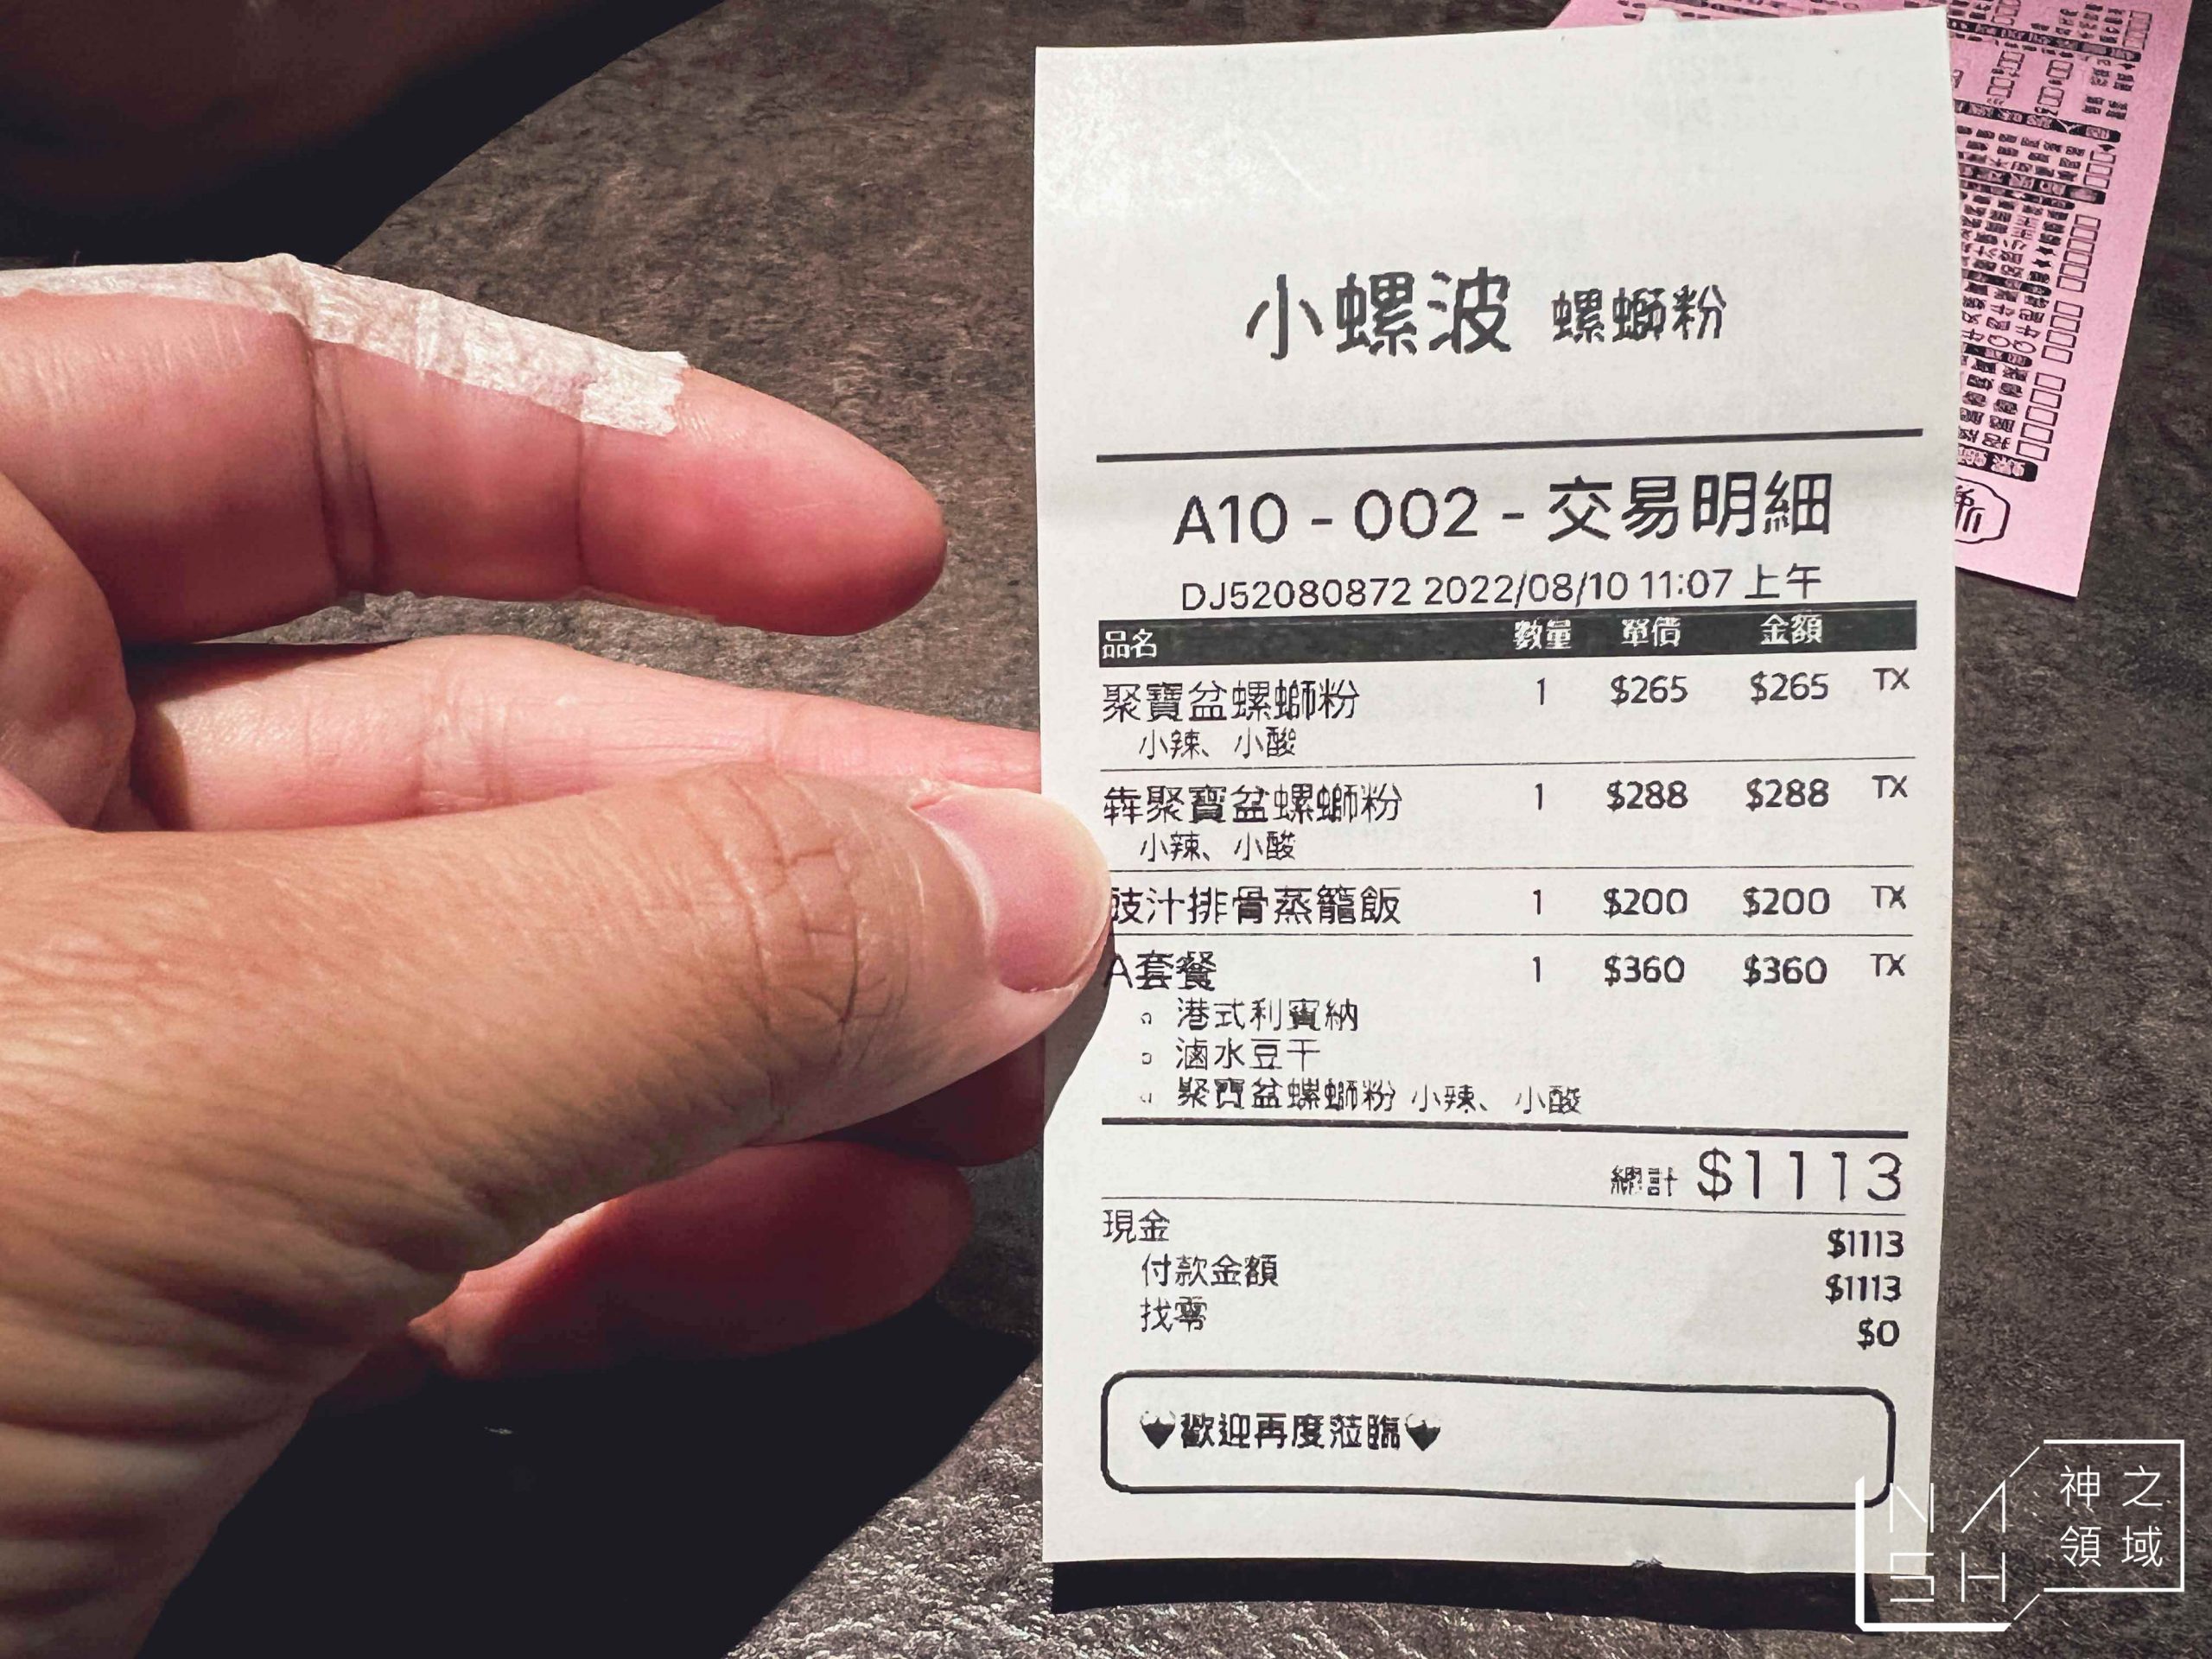 小螺波 螺螄粉
A10 - 002 - 交易明細
DJ52080872 2022/08/10 11:07 上午
品名 數量 單價 金額
聚寶盆螺螄粉 1 $265 $265 TX
小辣、小酸
犇聚寶盆螺螄粉 1 $288 $288 TX
小辣、小酸
豉汁排骨蒸籠飯 1 $200 $200 TX
A套餐 1 $360 $360 TX
港式利賓納
滷水豆干
聚寶盆螺螄粉 小辣、小酸
總計 $1113
現金 $1113
付款金額 $1113
找零 $0
歡迎再度蒞臨
NASH
神之
領域